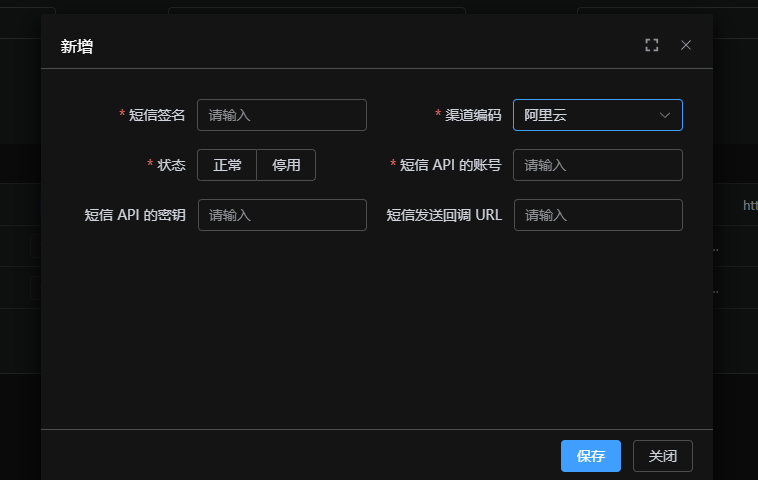 新增
* 短信签名 请输入 * 渠道编码 阿里云
* 状态 正常 停用 * 短信 API 的账号 请输入
短信 API 的密钥 请输入 短信发送回调 URL 请输入
htt
...
...
保存 关闭